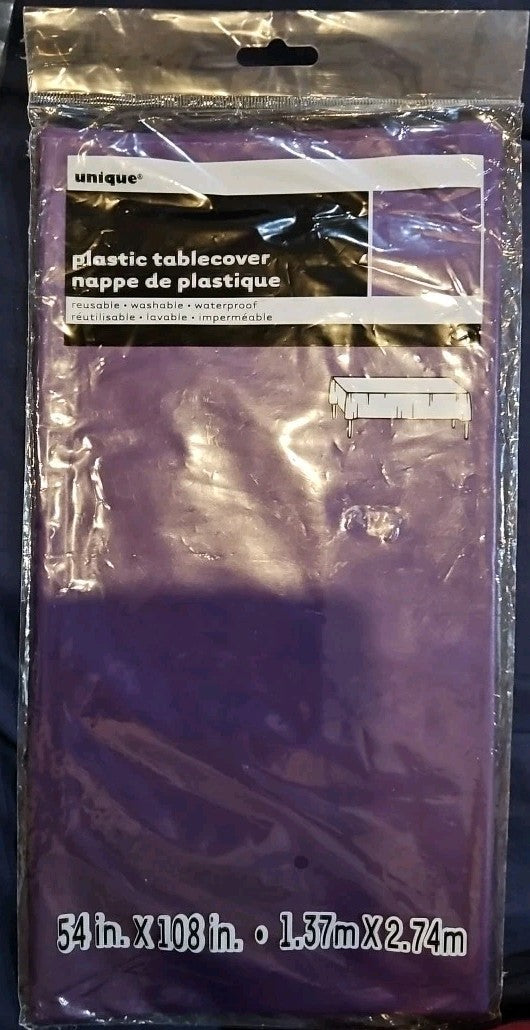 unique®
plastic tablecover
nappe de plastique
reusable • washable • waterproof
réutilisable • lavable • imperméable
54 in. X 108 in. • 1.37m X 2.74m